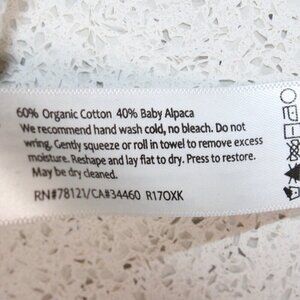 60% Organic Cotton 40% Baby Alpaca
We recommend hand wash cold, no bleach. Do not
wring. Gently squeeze or roll in towel to remove excess
moisture. Reshape and lay flat to dry. Press to restore.
May be dry cleaned.
RN#78121/CA#34460 R17OXK